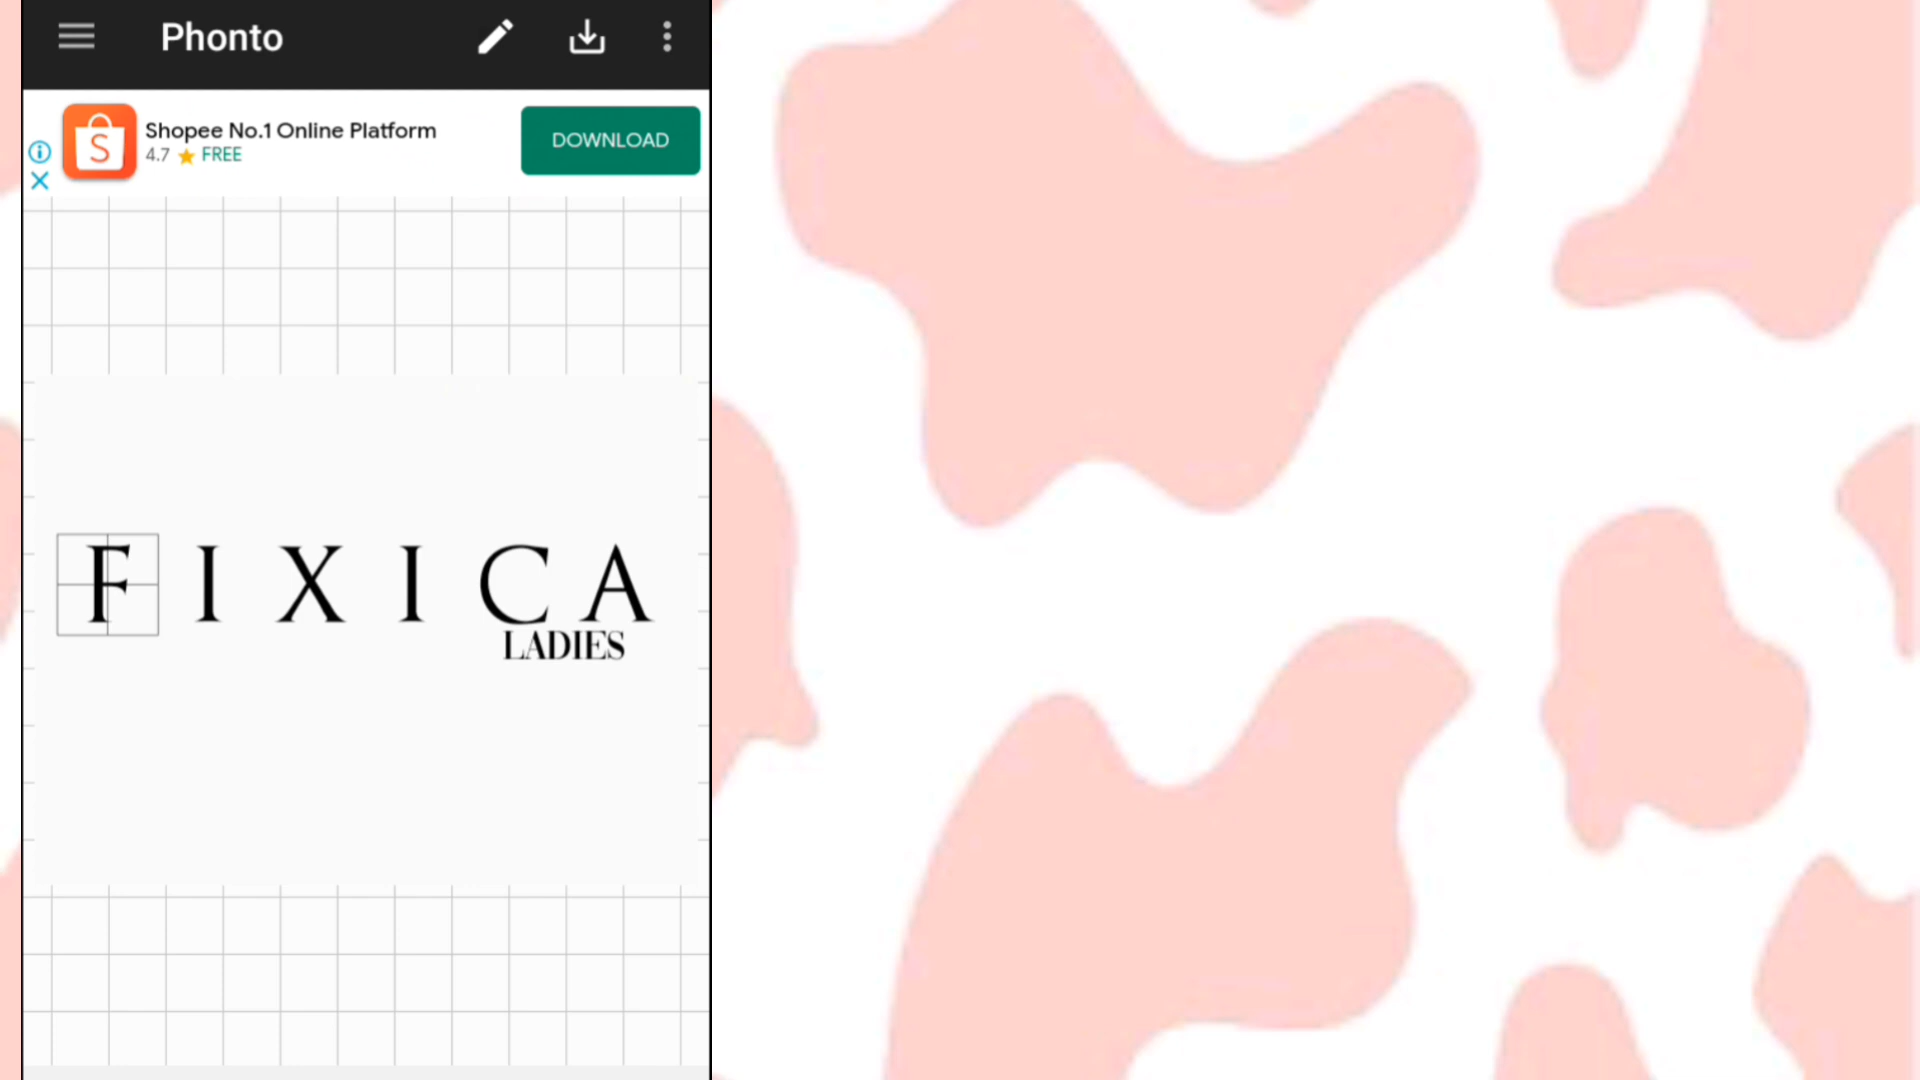 Phonto
Shopee No.1 Online Platform
4.7 FREE
DOWNLOAD
S
F I X I C A
LADIES